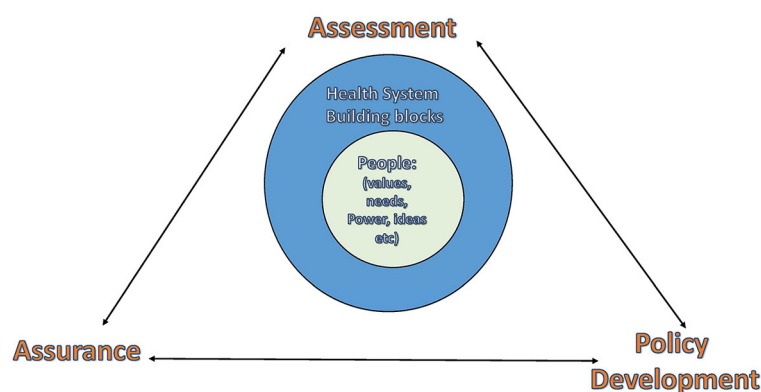 Assessment
Health System
Building blocks
People:
(values,
needs,
Power, ideas
etc)
Assurance
Policy
Development